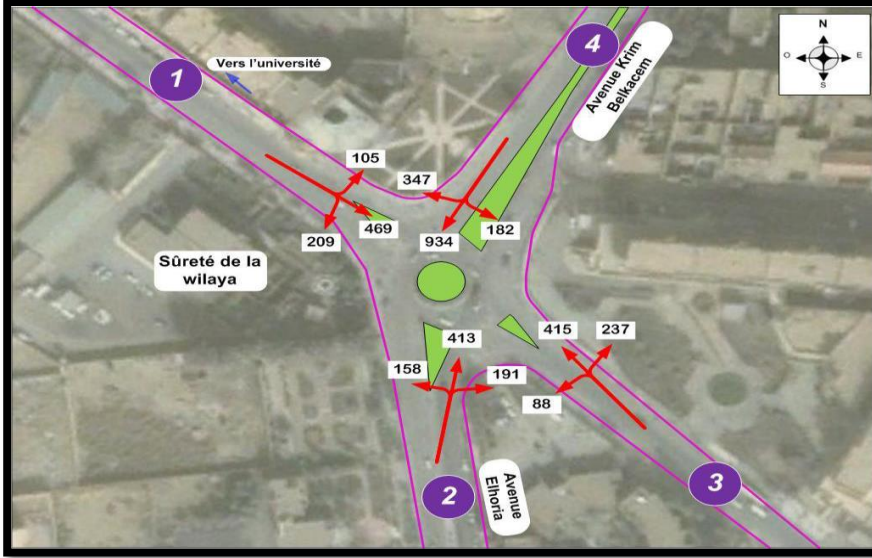 4
N
O
E
S
1
Vers l'université
Avenue Krim
Belkacem
105
347
469
209
934
182
Sûreté de la
wilaya
413
415
237
158
191
88
3
2
Avenue
Elhoria